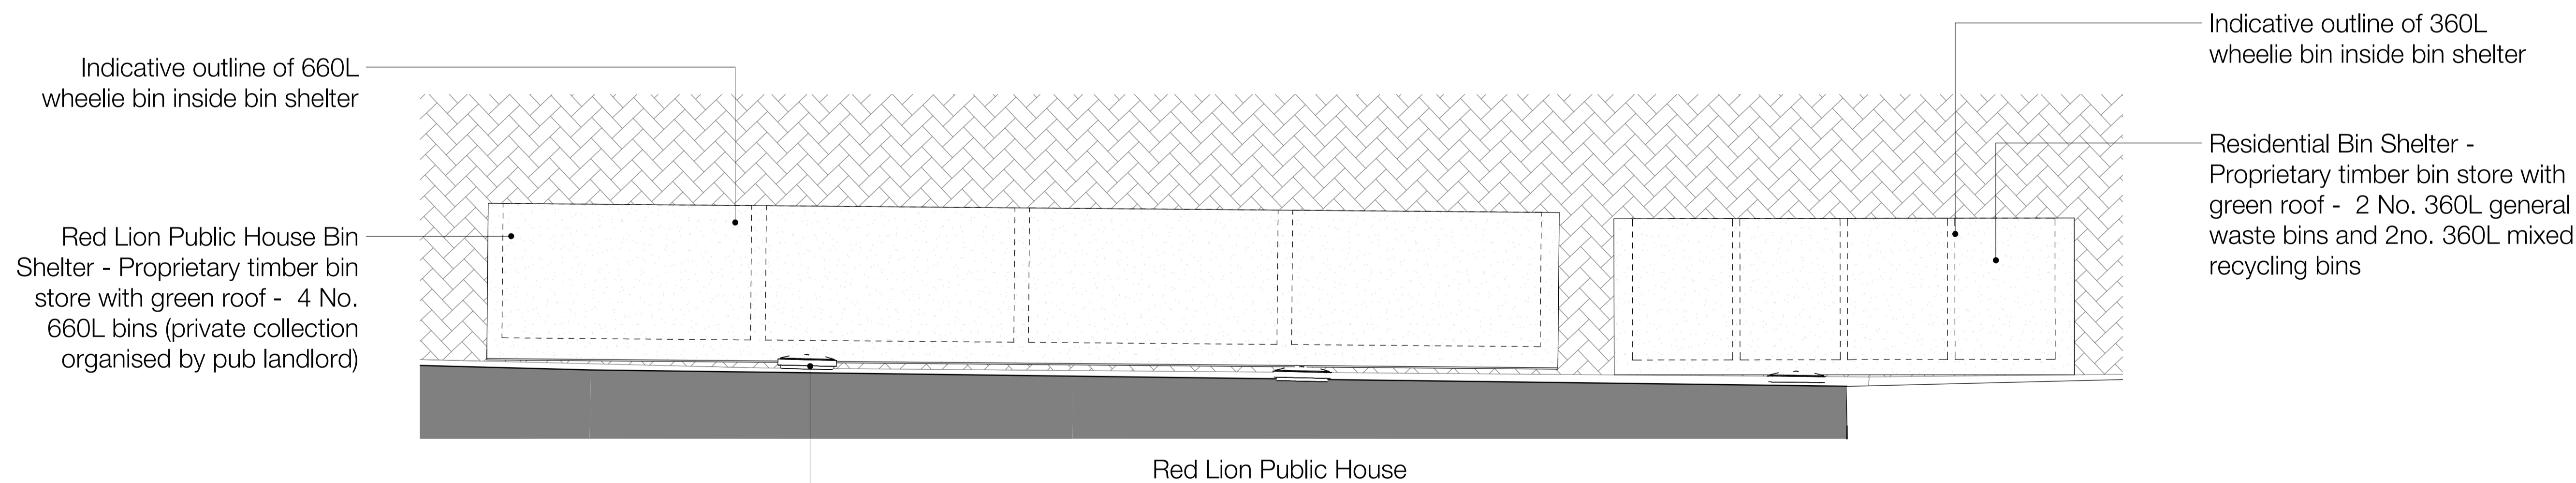 Indicative outline of 660L
wheelie bin inside bin shelter
Red Lion Public House Bin
Shelter - Proprietary timber bin
store with green roof -  4 No.
660L bins (private collection
organised by pub landlord)
Indicative outline of 360L
wheelie bin inside bin shelter
Residential Bin Shelter -
Proprietary timber bin store with
green roof -  2 No. 360L general
waste bins and 2no. 360L mixed
recycling bins
Red Lion Public House